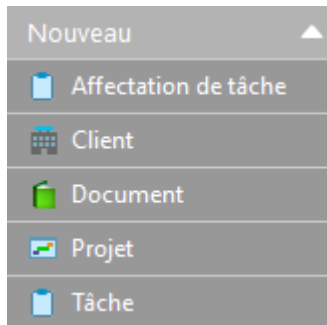 Nouveau
Affectation de tâche
Client
Document
Projet
Tâche